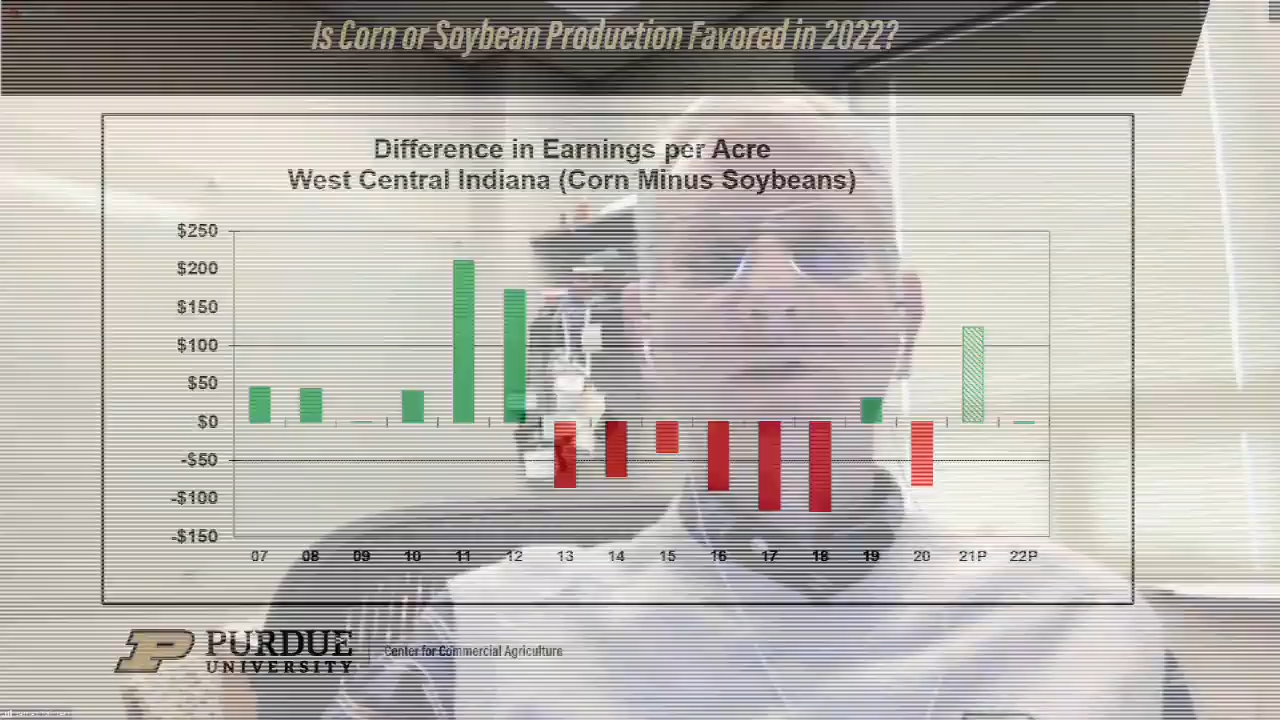 Is Corn or Soybean Production Favored in 2022?
Difference in Earnings per Acre
West Central Indiana (Corn Minus Soybeans)
$250
$200
$150
$100
$50
$0
-$50
-$100
-$150
07 08 09 10 11 12 13 14 15 16 17 18 19 20 21P 22P
PURDUE
UNIVERSITY
Center for Commercial Agriculture